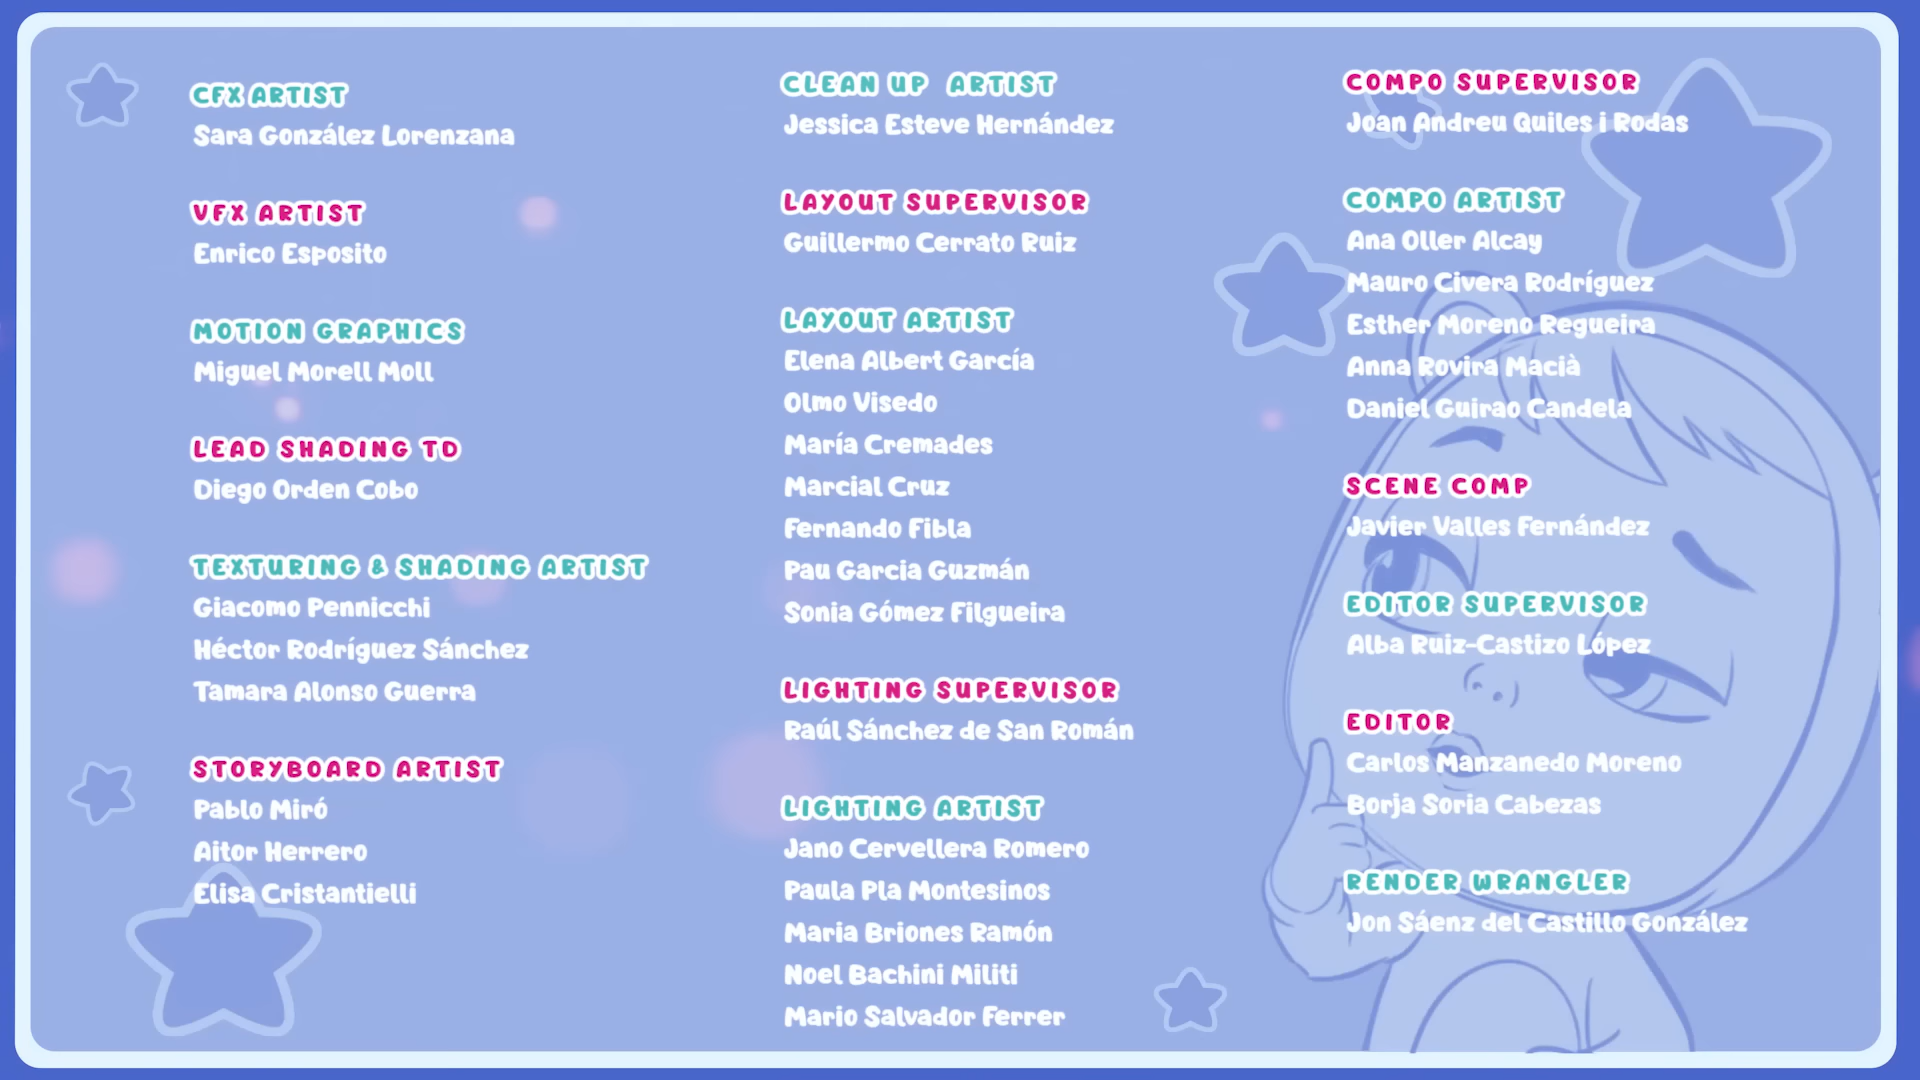 CFX ARTIST
Sara González Lorenzana
VFX ARTIST
Enrico Esposito
MOTION GRAPHICS
Miguel Morell Moll
LEAD SHADING TD
Diego Orden Cobo
TEXTURING & SHADING ARTIST
Giacomo Pennicchi
Héctor Rodríguez Sánchez
Tamara Alonso Guerra
STORYBOARD ARTIST
Pablo Miró
Aitor Herrero
Elisa Cristantielli
CLEAN UP ARTIST
Jessica Esteve Hernández
LAYOUT SUPERVISOR
Guillermo Cerrato Ruiz
LAYOUT ARTIST
Elena Albert García
Olmo Visedo
María Cremades
Marcial Cruz
Fernando Fibla
Pau Garcia Guzmán
Sonia Gómez Filgueira
LIGHTING SUPERVISOR
Raúl Sánchez de San Román
LIGHTING ARTIST
Jano Cervellera Romero
Paula Pla Montesinos
Maria Briones Ramón
Noel Bachini Militi
Mario Salvador Ferrer
COMPO SUPERVISOR
Joan Andreu Quiles i Rodas
COMPO ARTIST
Ana Oller Alcay
Mauro Civera Rodríguez
Esther Moreno Regueira
Anna Rovira Macià
Daniel Guirao Candela
SCENE COMP
Javier Valles Fernández
EDITOR SUPERVISOR
Alba Ruiz-Castizo López
EDITOR
Carlos Manzanedo Moreno
Borja Soria Cabezas
RENDER WRANGLER
Jon Sáenz del Castillo González